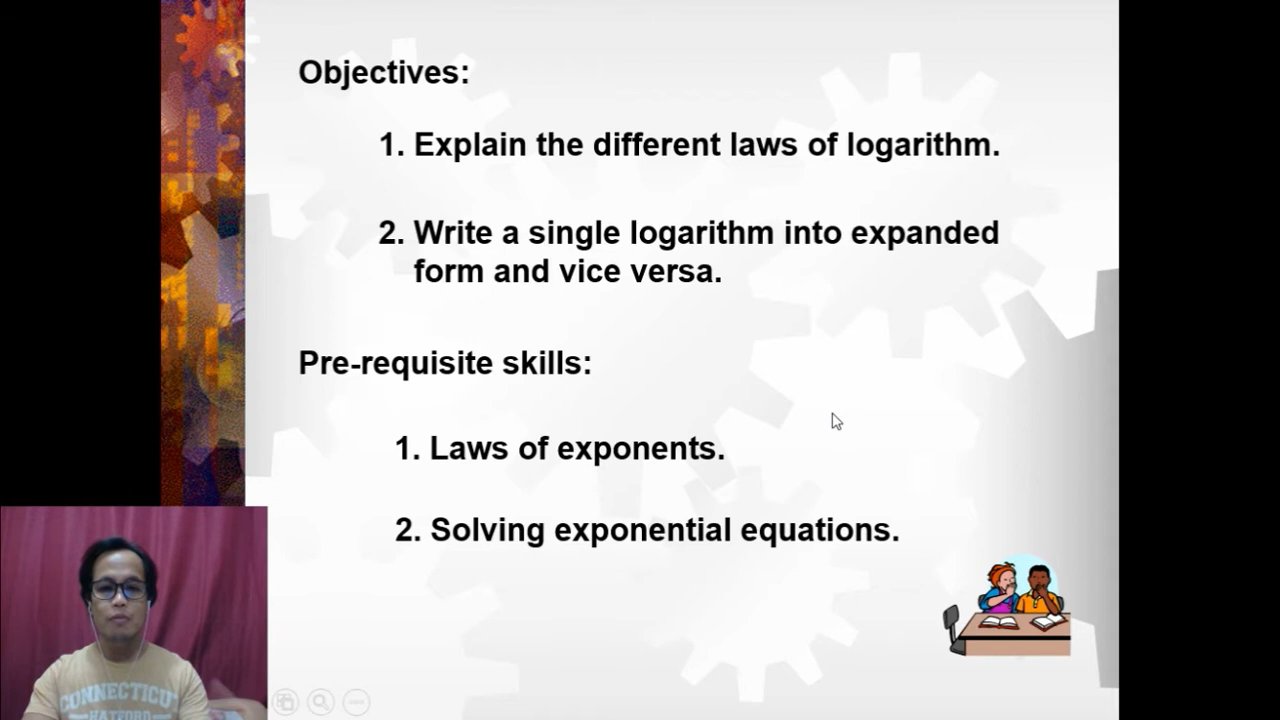 Objectives:
1. Explain the different laws of logarithm.
2. Write a single logarithm into expanded
form and vice versa.
Pre-requisite skills:
1. Laws of exponents.
2. Solving exponential equations.
CONNECTICUT
HATFORD